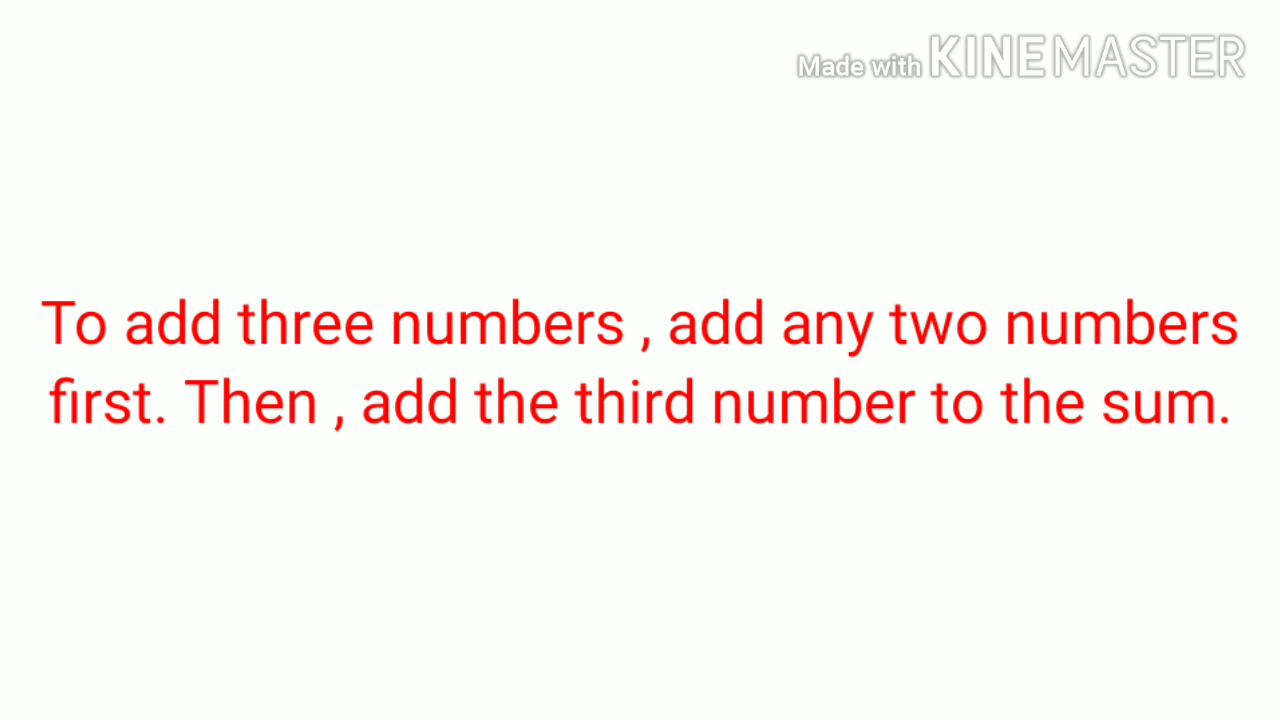 Made with KINEMASTER
To add three numbers , add any two numbers
first. Then , add the third number to the sum.